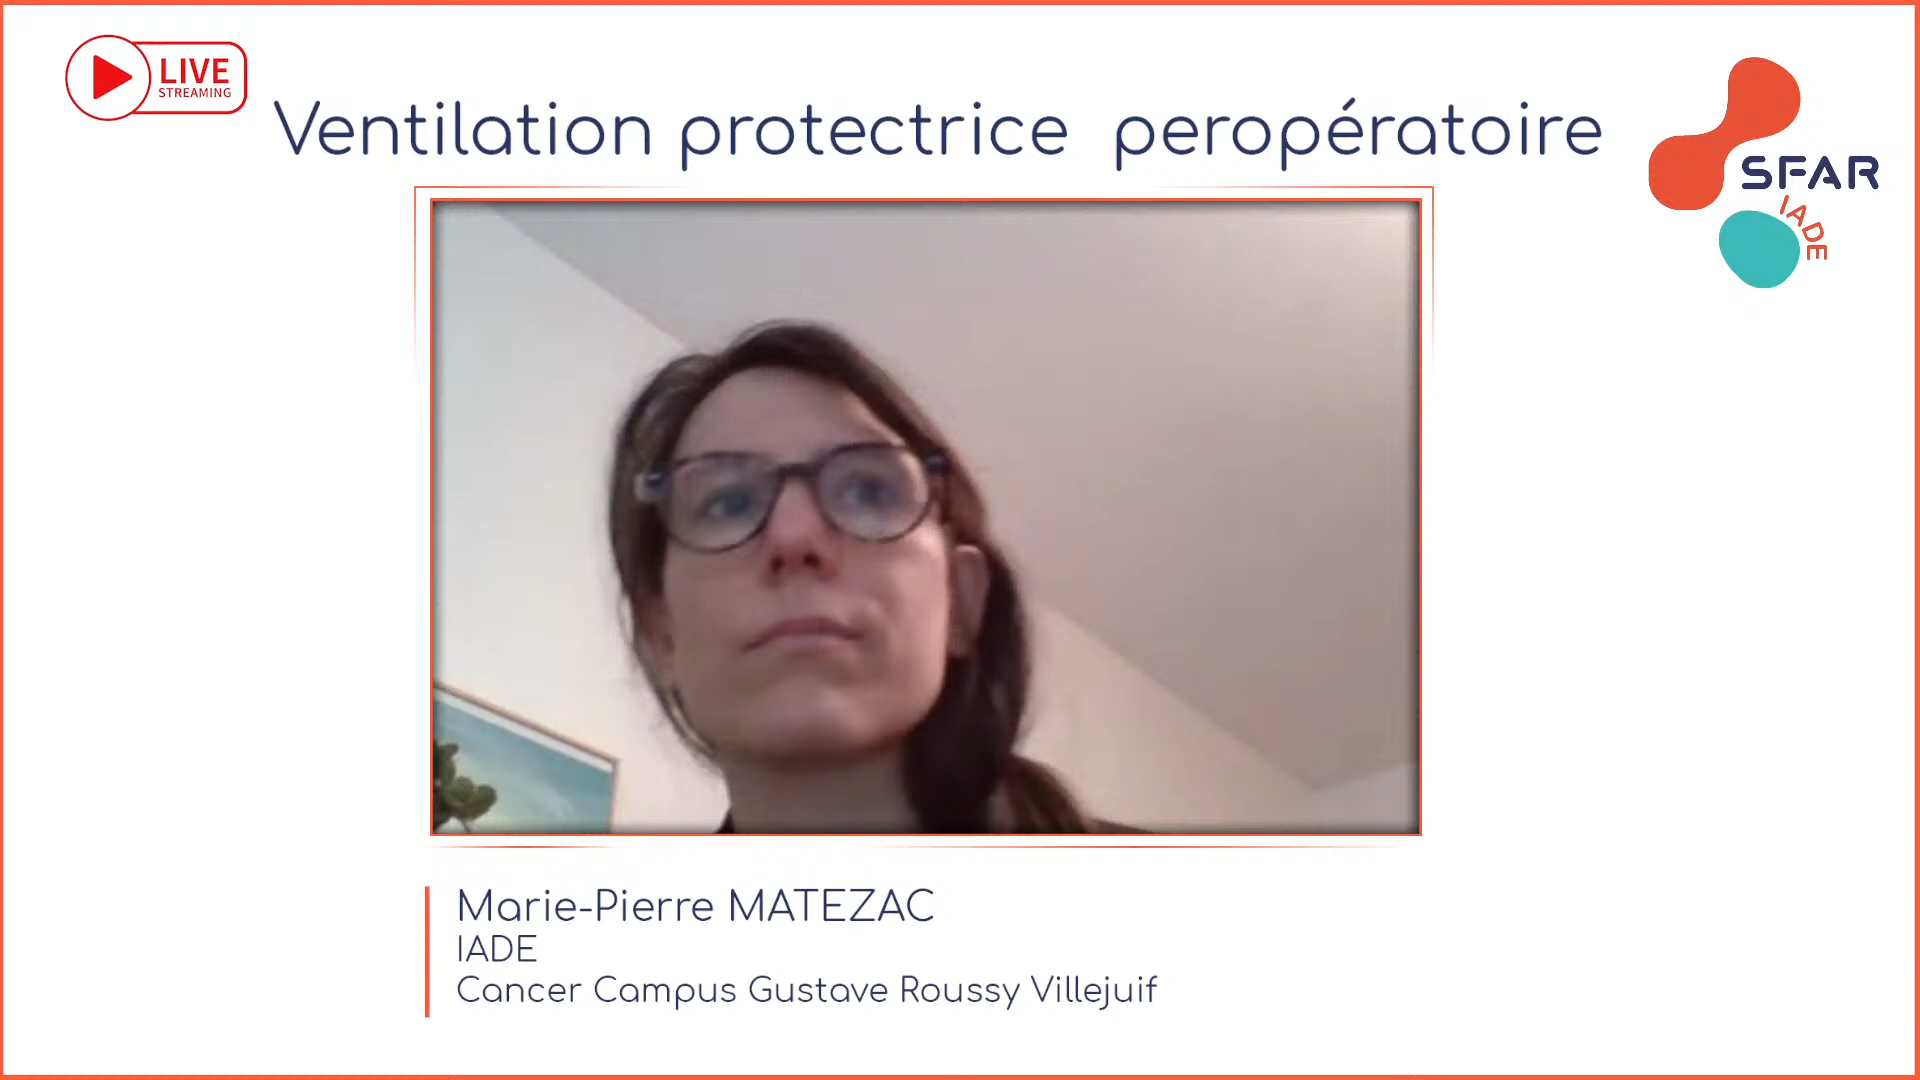 LIVE
STREAMING
Ventilation protectrice peropératoire
SFAR
IADE
Marie-Pierre MATEZAC
IADE
Cancer Campus Gustave Roussy Villejuif